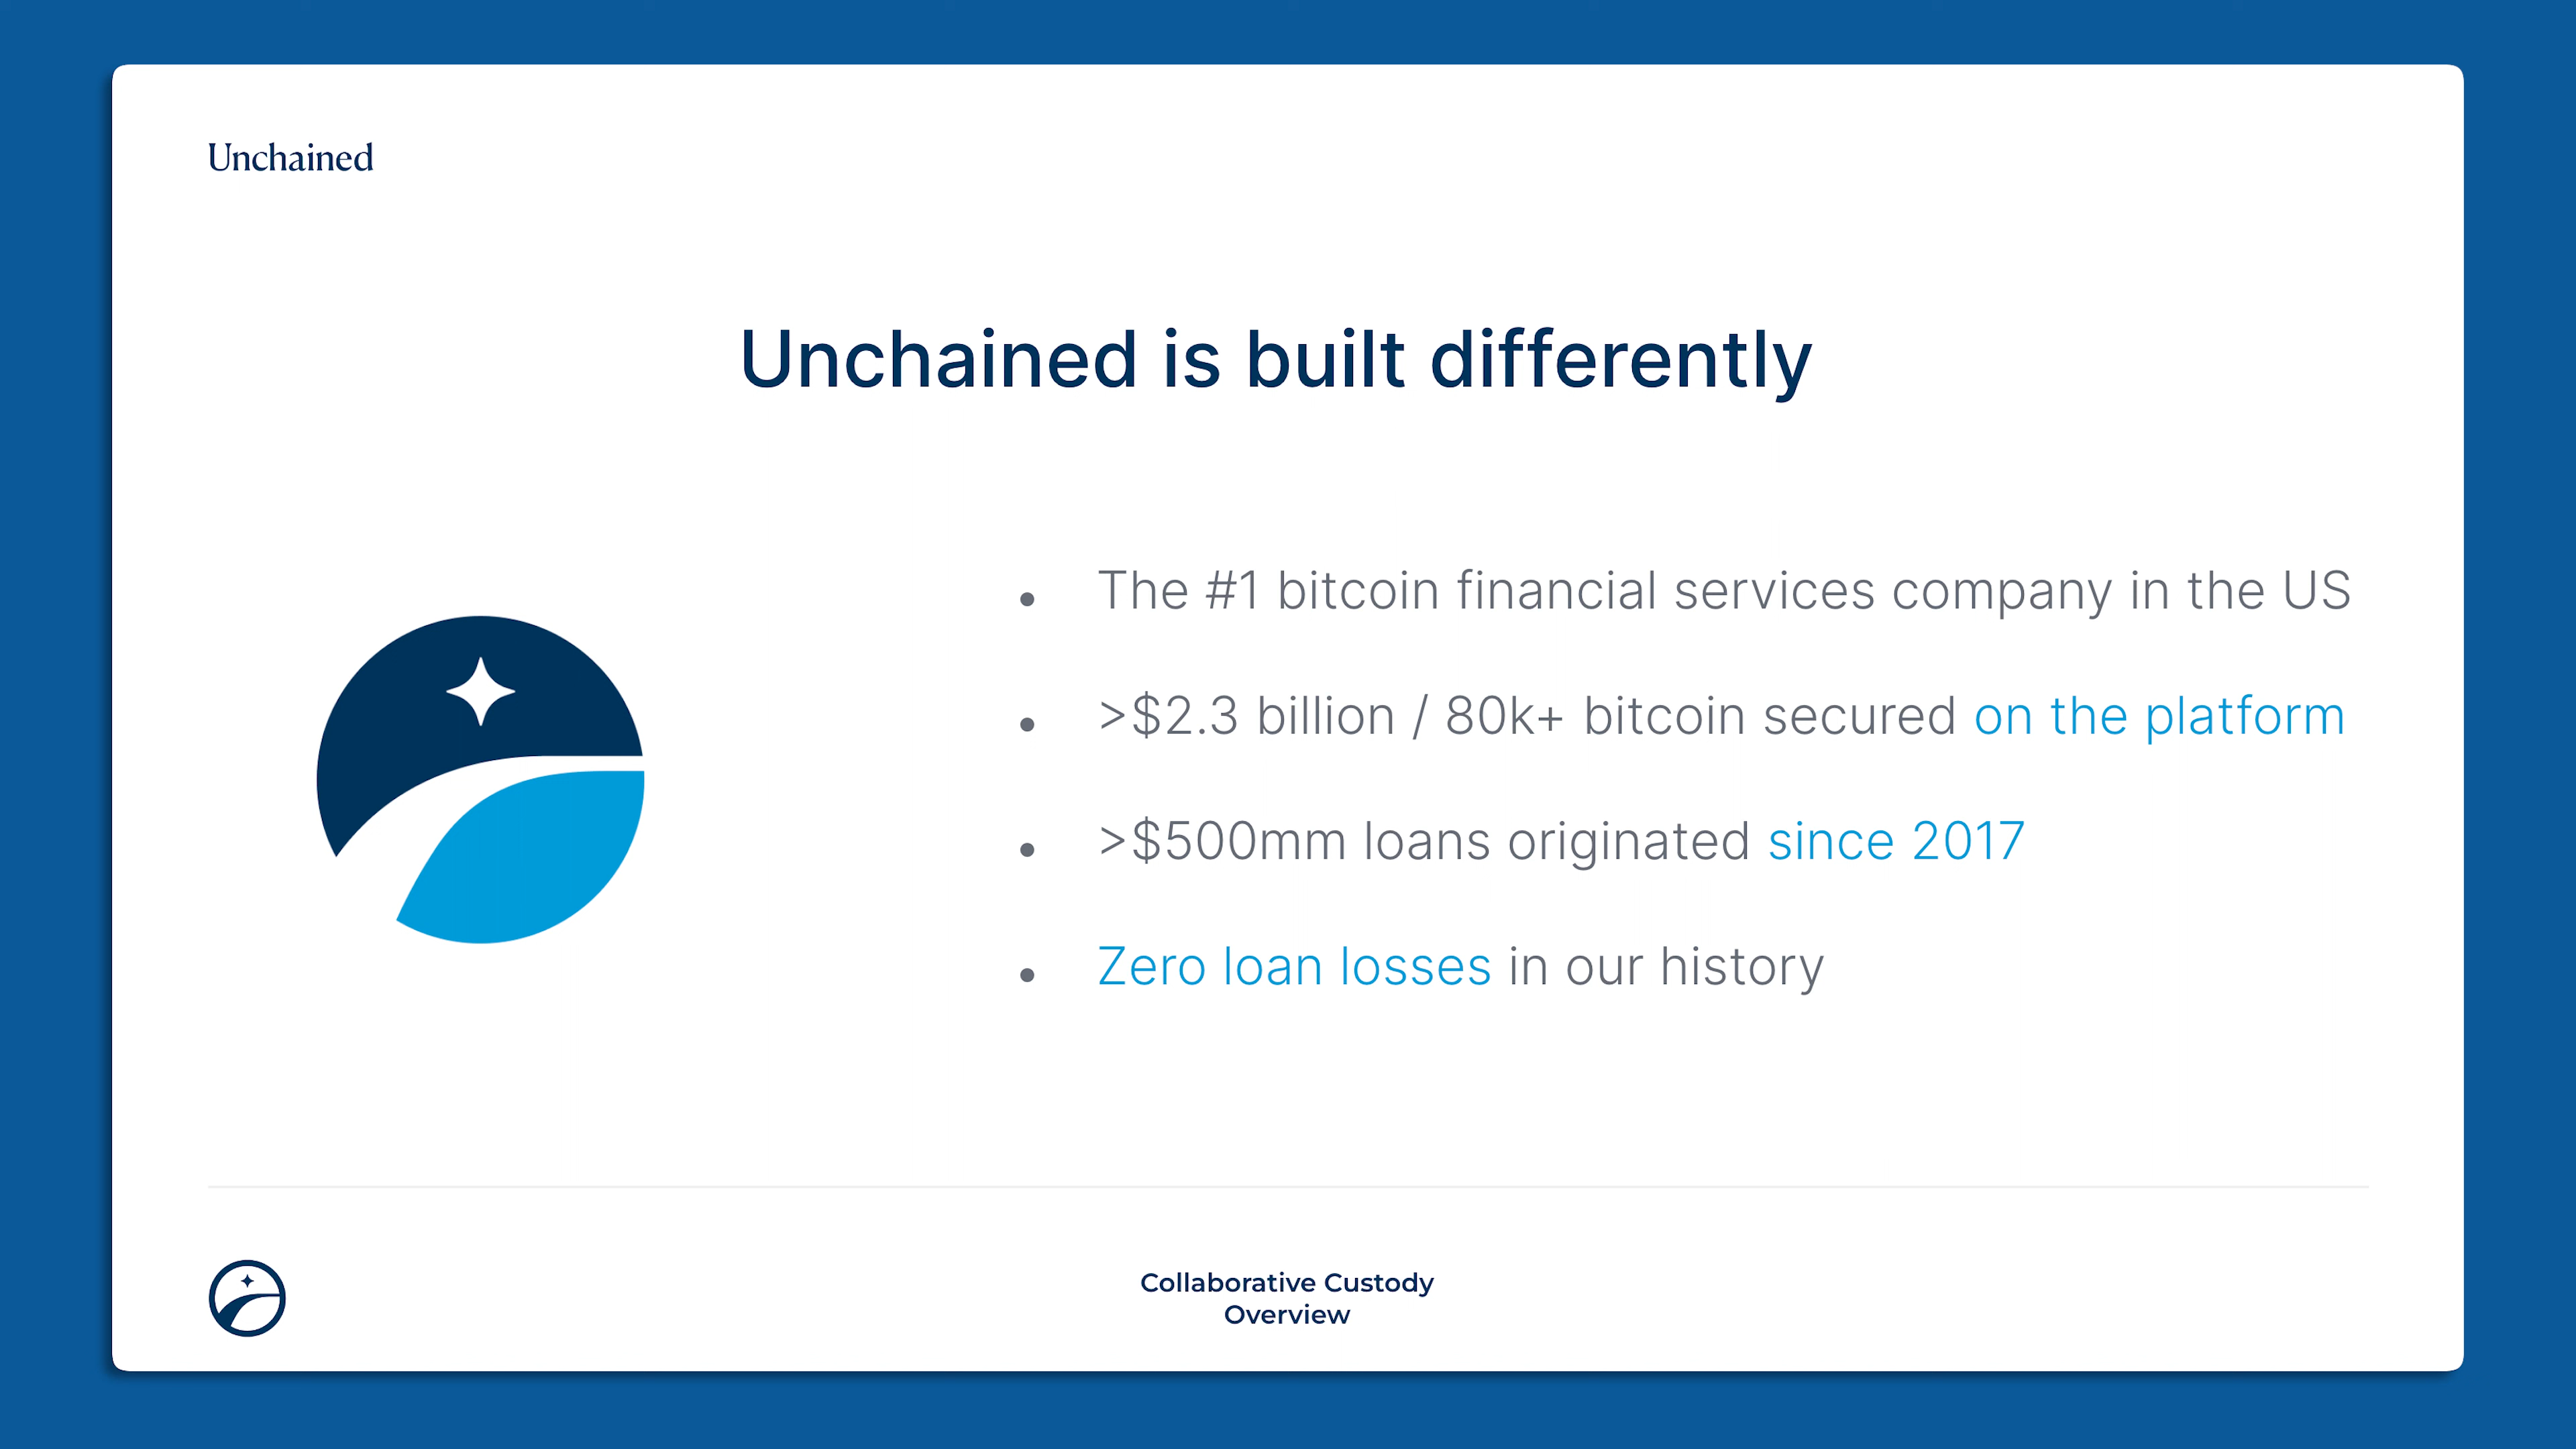 Unchained
Unchained is built differently
• The #1 bitcoin financial services company in the US
• >$2.3 billion / 80k+ bitcoin secured on the platform
• >$500mm loans originated since 2017
• Zero loan losses in our history
Collaborative Custody
Overview